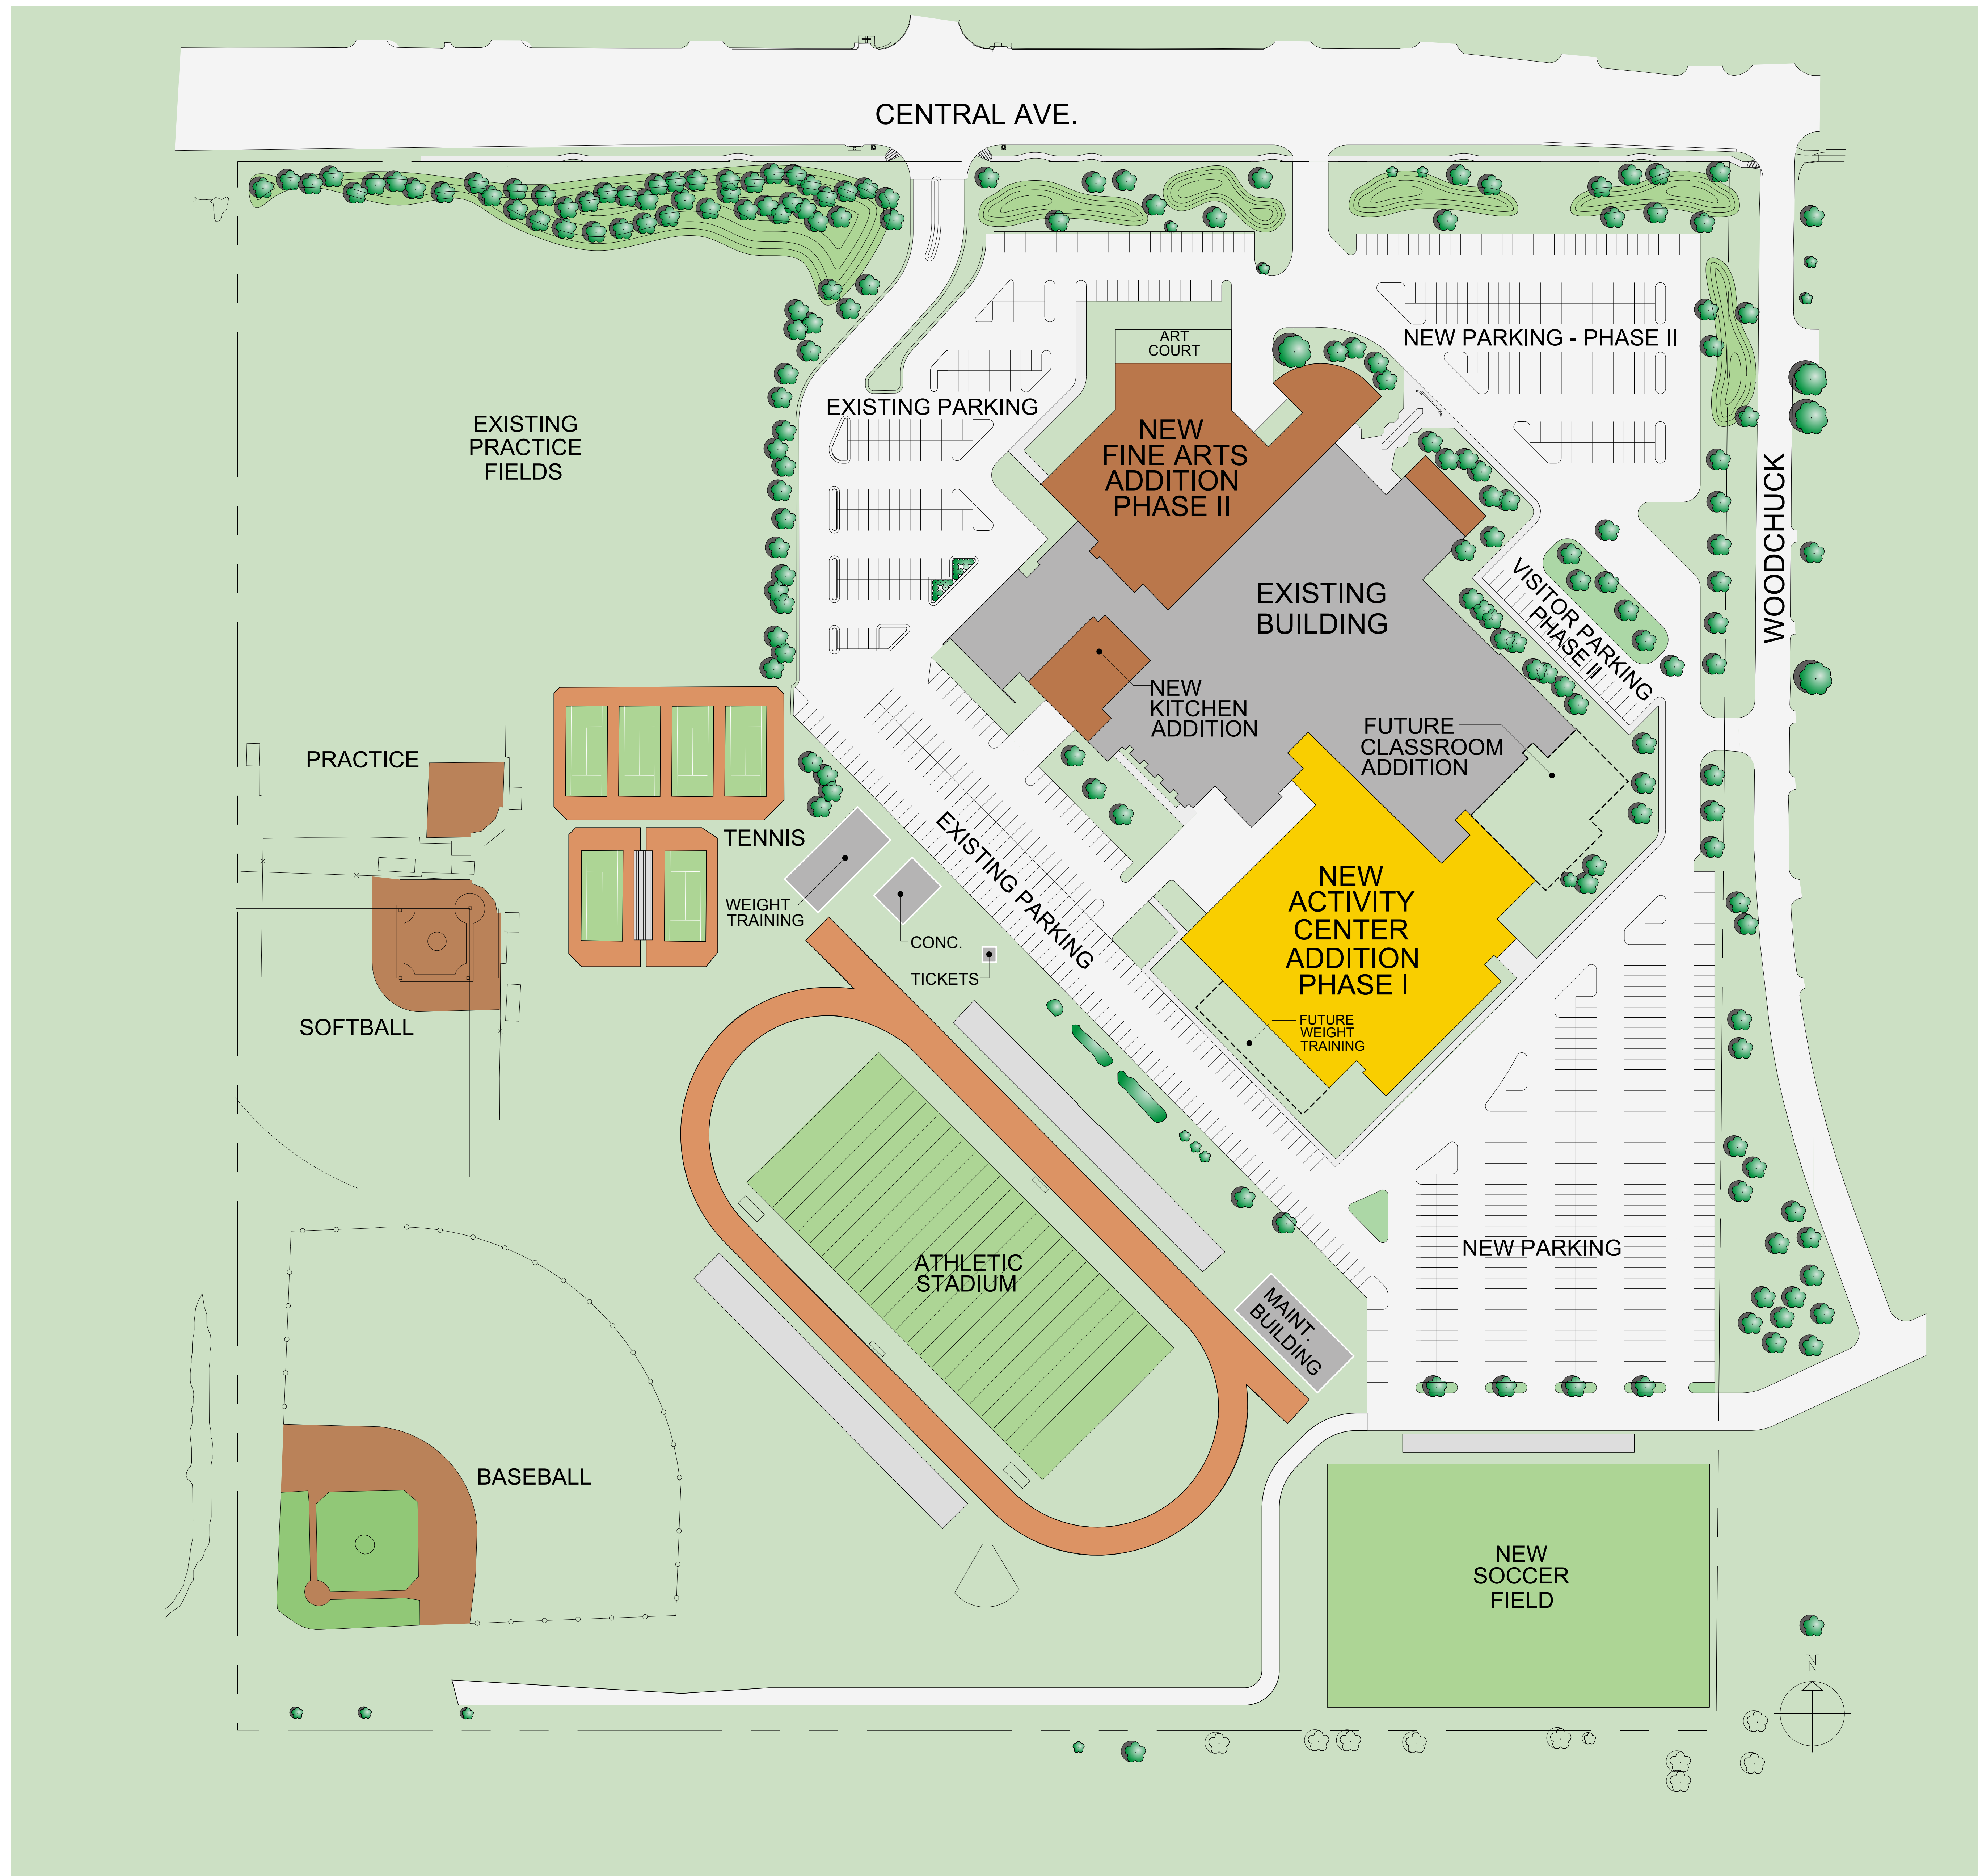 CENTRAL AVE.
ART
COURT
NEW PARKING - PHASE II
EXISTING PARKING
EXISTING
PRACTICE
FIELDS
NEW
FINE ARTS
ADDITION
PHASE II
WOODCHUCK
EXISTING
BUILDING
VISITOR PARKING
PHASE II
NEW
KITCHEN
ADDITION
FUTURE
CLASSROOM
ADDITION
PRACTICE
TENNIS
EXISTING PARKING
WEIGHT
TRAINING
CONC.
TICKETS
NEW
ACTIVITY
CENTER
ADDITION
PHASE I
FUTURE
WEIGHT
TRAINING
SOFTBALL
ATHLETIC
STADIUM
NEW PARKING
MAINT.
BUILDING
BASEBALL
NEW
SOCCER
FIELD
N